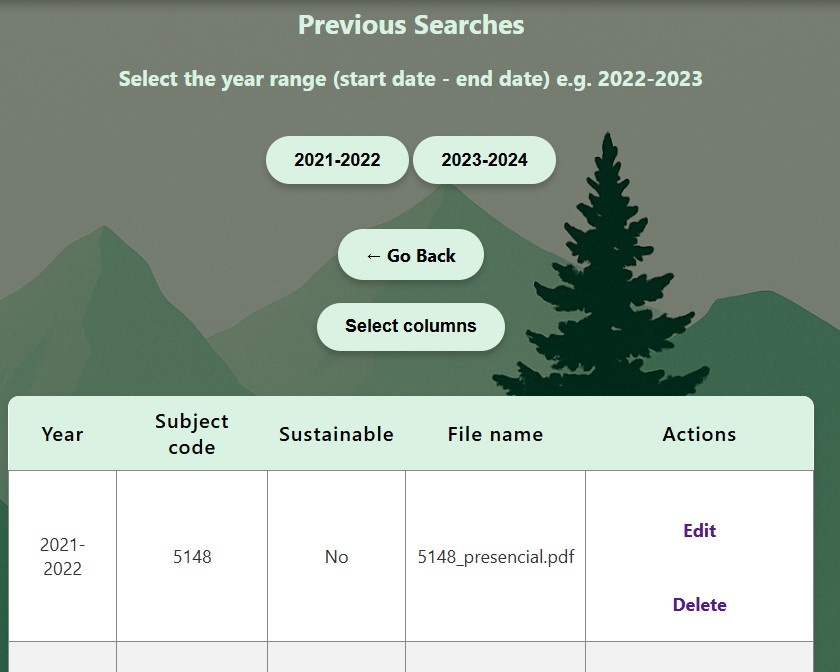 Previous Searches
Select the year range (start date - end date) e.g. 2022-2023
2021-2022 2023-2024
← Go Back
Select columns
Year Subject code Sustainable File name Actions
2021-2022 5148 No 5148_presencial.pdf Edit
Delete